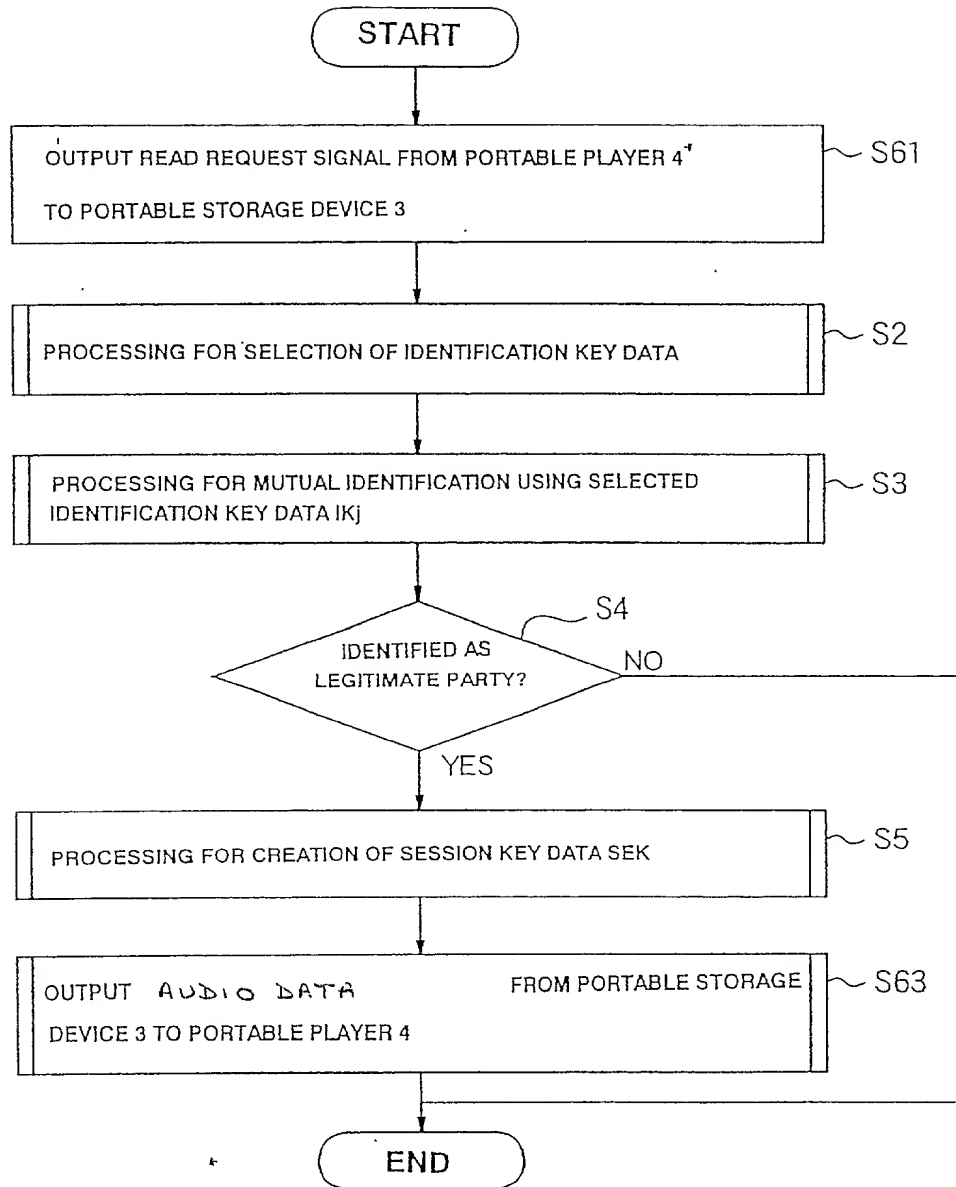 START
OUTPUT READ REQUEST SIGNAL FROM PORTABLE PLAYER 4
TO PORTABLE STORAGE DEVICE 3
S61
PROCESSING FOR SELECTION OF IDENTIFICATION KEY DATA
S2
PROCESSING FOR MUTUAL IDENTIFICATION USING SELECTED
IDENTIFICATION KEY DATA IKj
S3
S4
IDENTIFIED AS
LEGITIMATE PARTY?
NO
YES
PROCESSING FOR CREATION OF SESSION KEY DATA SEK
S5
OUTPUT AUDIO DATA FROM PORTABLE STORAGE
DEVICE 3 TO PORTABLE PLAYER 4
S63
END